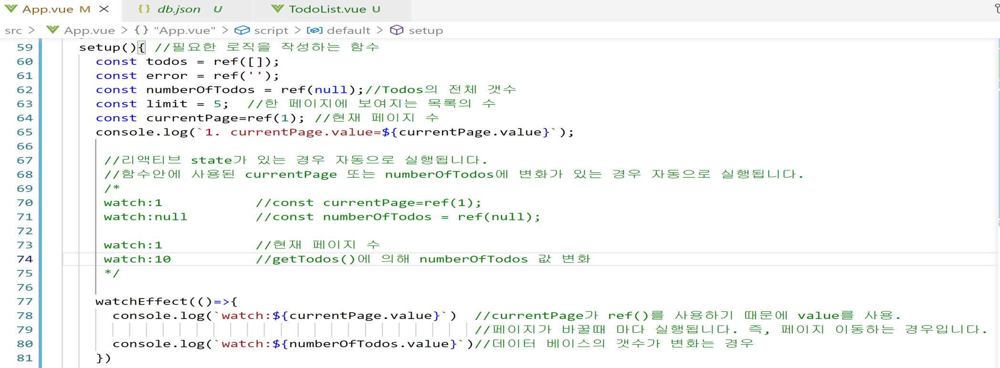 App.vue M
{} db.json U
TodoList.vue U
src > App.vue > {} "App.vue" > script > default > setup
59 setup(){ //필요한 로직을 작성하는 함수
60 const todos = ref([]);
61 const error = ref('');
62 const numberOfTodos = ref(null);//Todos의 전체 갯수
63 const limit = 5; //한 페이지에 보여지는 목록의 수
64 const currentPage=ref(1); //현재 페이지 수
65 console.log(`1. currentPage.value=${currentPage.value}`);
66
67 //리액티브 state가 있는 경우 자동으로 실행됩니다.
68 //함수안에 사용된 currentPage 또는 numberOfTodos에 변화가 있는 경우 자동으로 실행됩니다.
69 /*
70 watch:1 //const currentPage=ref(1);
71 watch:null //const numberOfTodos = ref(null);
72
73 watch:1 //현재 페이지 수
74 watch:10 //getTodos()에 의해 numberOfTodos 값 변화
75 */
76
77 watchEffect(()=>{
78 console.log(`watch:${currentPage.value}`) //currentPage가 ref()를 사용하기 때문에 value를 사용.
79 //페이지가 바꿀때 마다 실행됩니다. 즉, 페이지 이동하는 경우입니다.
80 console.log(`watch:${numberOfTodos.value}`)//데이터 베이스의 갯수가 변화는 경우
81 })